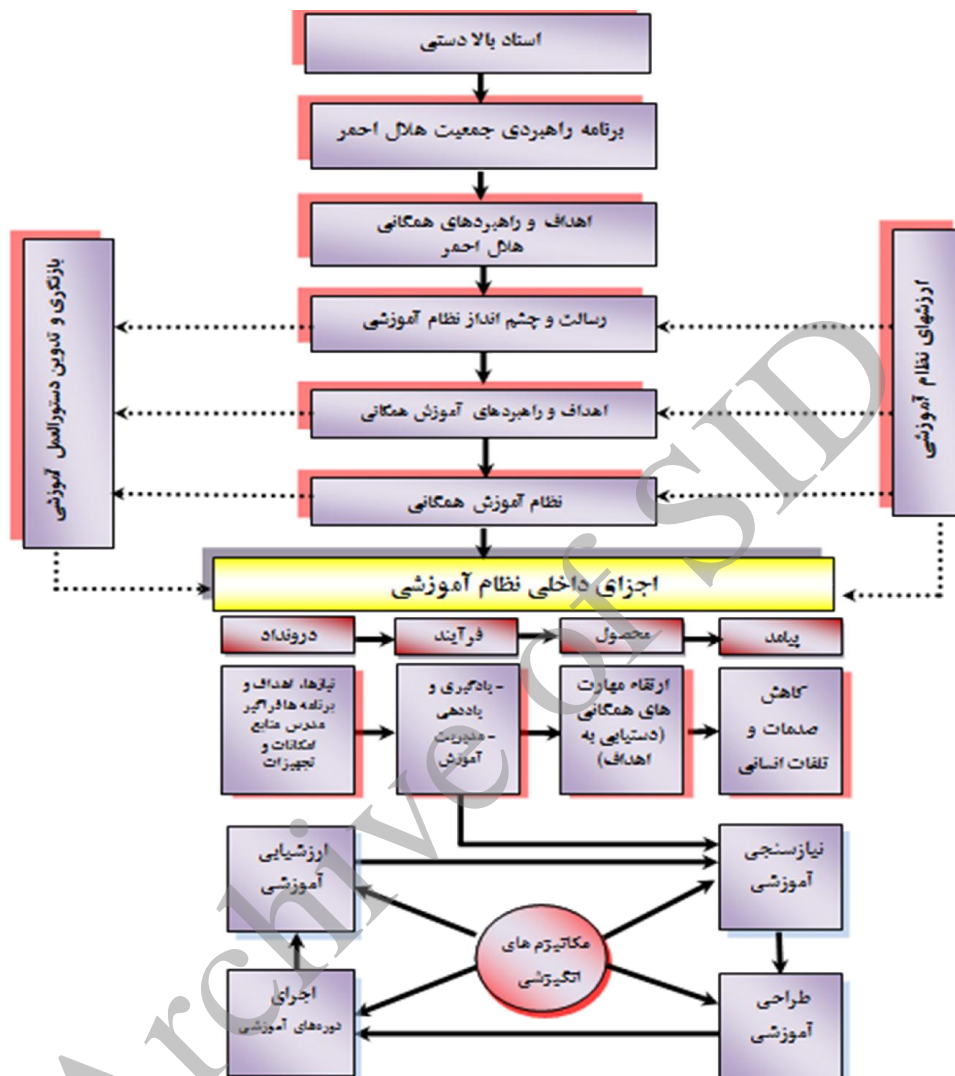 اسناد بالا دستی
برنامه راهبردی جمعیت هلال احمر
اهداف و راهبردهای همگانی
هلال احمر
رسالت و چشم انداز نظام آموزشی
اهداف و راهبردهای آموزش همگانی
نظام آموزش همگانی
ارزشهای نظام آموزشی
بازنگری و تدوین دستورالعمل آموزشی
اجزای داخلی نظام آموزشی
درونداد
فرآیند
محصول
پیامد
نیازها، اهداف و
برنامه ها فراگیر
مدرس منابع
امکانات و
تجهیزات
- یادگیری و
یاددهی
- مدیریت
آموزش
ارتقاء مهارت
های همگانی
(دستیابی به
اهداف)
کاهش
صدمات و
تلفات انسانی
ارزشیابی
آموزشی
نیازسنجی
آموزشی
مکانیزم های
انگیزشی
اجرای
دوره‌های آموزشی
طراحی
آموزشی
Archive of SID